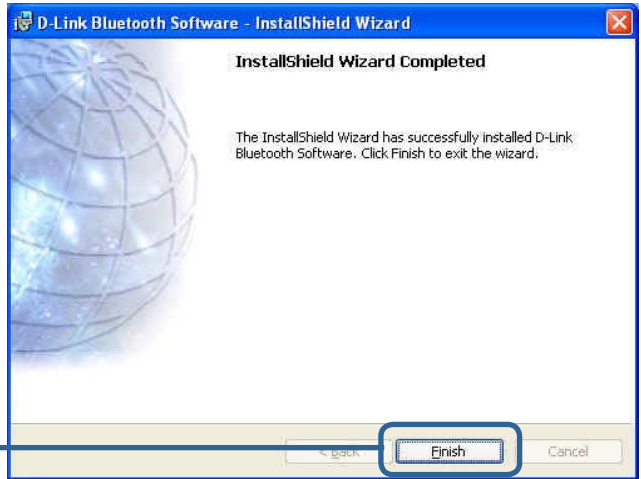 D-Link Bluetooth Software - InstallShield Wizard
InstallShield Wizard Completed
The InstallShield Wizard has successfully installed D-Link
Bluetooth Software. Click Finish to exit the wizard.
< Back
Finish
Cancel